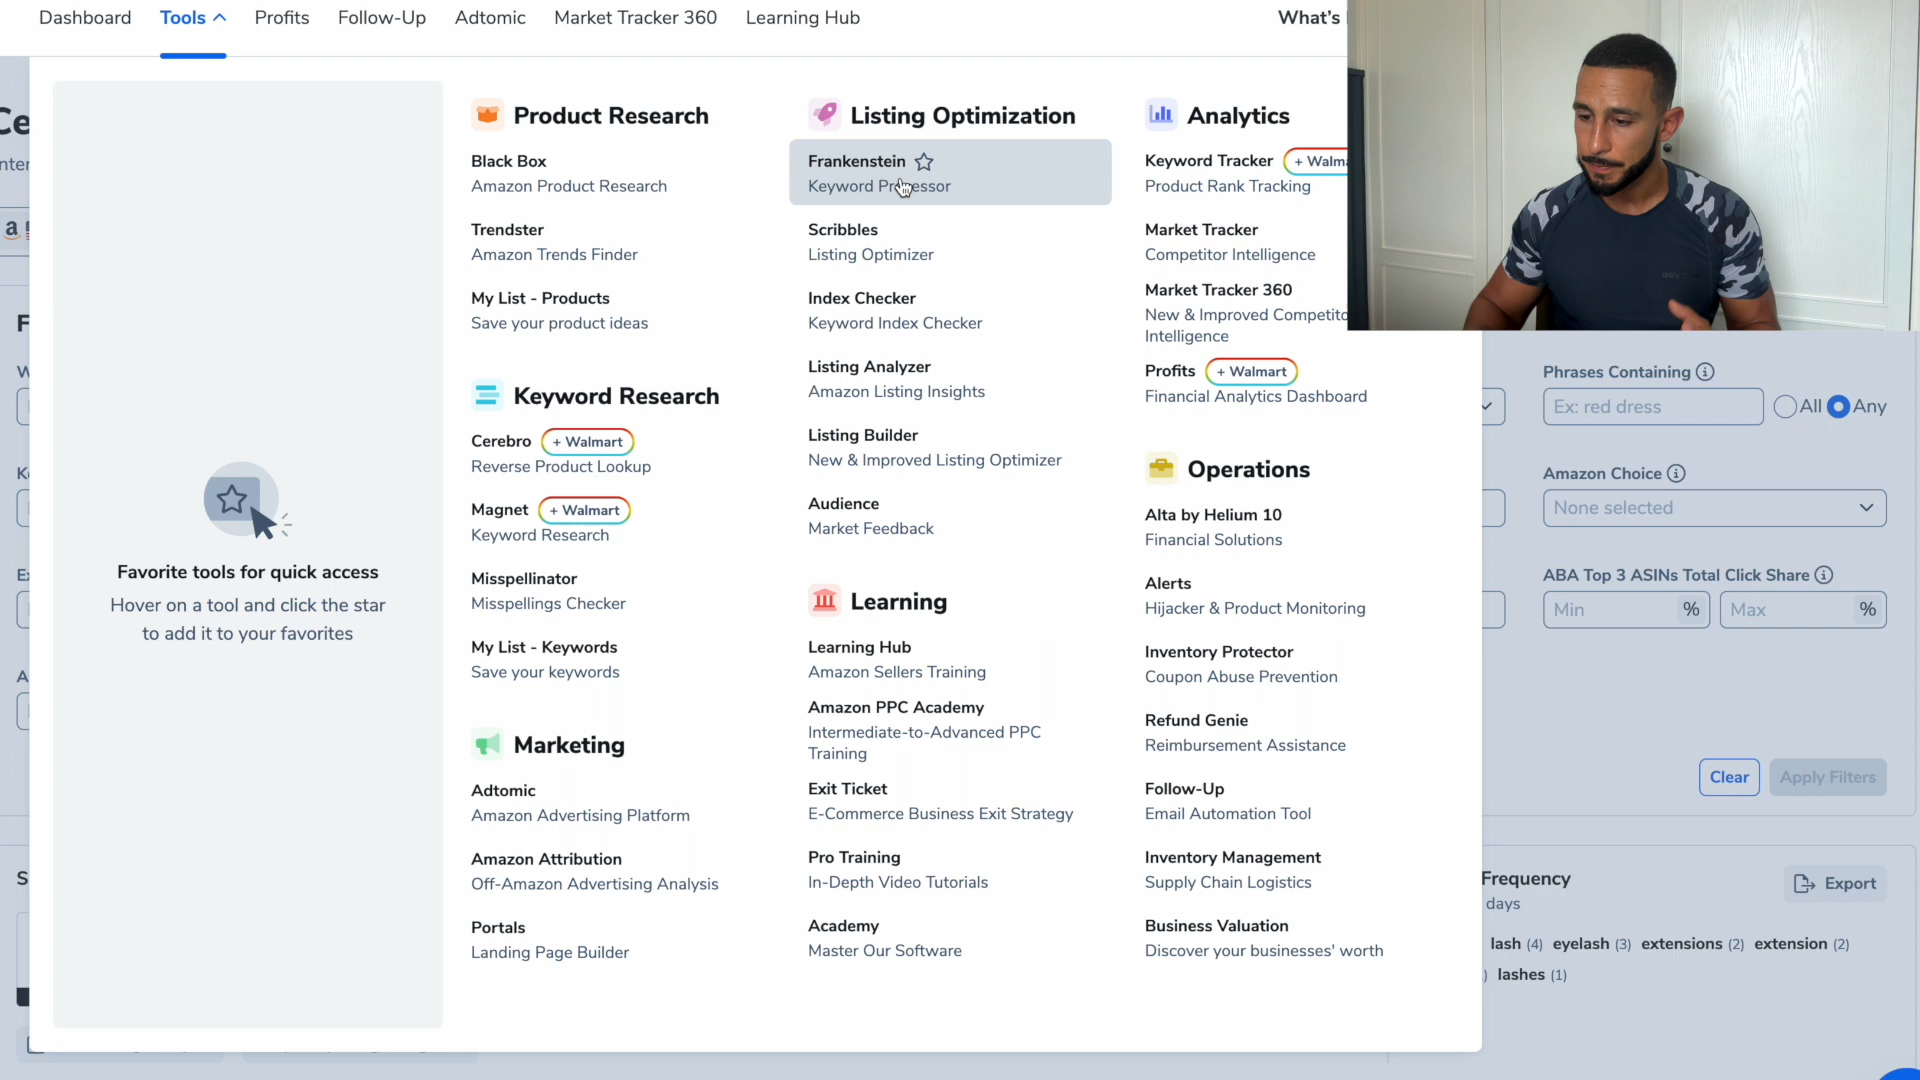 Dashboard Tools Profits Follow-Up Adtomic Market Tracker 360 Learning Hub What's
Favorite tools for quick access
Hover on a tool and click the star
to add it to your favorites
Product Research
Black Box
Amazon Product Research
Trendster
Amazon Trends Finder
My List - Products
Save your product ideas
Keyword Research
Cerebro + Walmart
Reverse Product Lookup
Magnet + Walmart
Keyword Research
Misspellinator
Misspellings Checker
My List - Keywords
Save your keywords
Marketing
Adtomic
Amazon Advertising Platform
Amazon Attribution
Off-Amazon Advertising Analysis
Portals
Landing Page Builder
Listing Optimization
Frankenstein
Keyword Processor
Scribbles
Listing Optimizer
Index Checker
Keyword Index Checker
Listing Analyzer
Amazon Listing Insights
Listing Builder
New & Improved Listing Optimizer
Audience
Market Feedback
Learning
Learning Hub
Amazon Sellers Training
Amazon PPC Academy
Intermediate-to-Advanced PPC
Training
Exit Ticket
E-Commerce Business Exit Strategy
Pro Training
In-Depth Video Tutorials
Academy
Master Our Software
Analytics
Keyword Tracker + Walma
Product Rank Tracking
Market Tracker
Competitor Intelligence
Market Tracker 360
New & Improved Competito
Intelligence
Profits + Walmart
Financial Analytics Dashboard
Operations
Alta by Helium 10
Financial Solutions
Alerts
Hijacker & Product Monitoring
Inventory Protector
Coupon Abuse Prevention
Refund Genie
Reimbursement Assistance
Follow-Up
Email Automation Tool
Inventory Management
Supply Chain Logistics
Business Valuation
Discover your businesses' worth
Phrases Containing
Ex: red dress All Any
Amazon Choice
None selected
ABA Top 3 ASINs Total Click Share
Min % Max %
Clear Apply Filters
Frequency Export
days
lash (4) eyelash (3) extensions (2) extension (2)
) lashes (1)